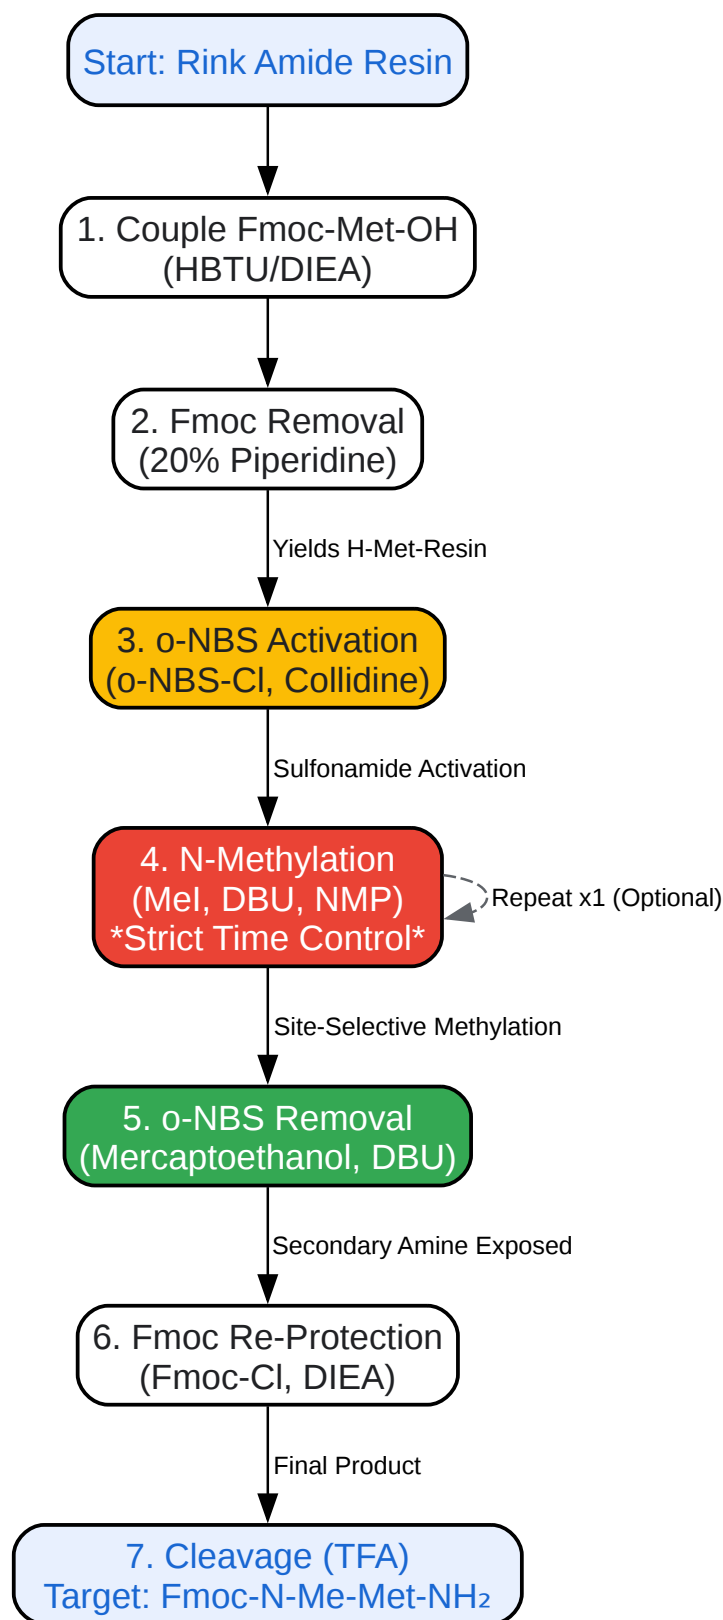 Start: Rink Amide Resin
1. Couple Fmoc-Met-OH
(HBTU/DIEA)
2. Fmoc Removal
(20% Piperidine)
Yields H-Met-Resin
3. o-NBS Activation
(o-NBS-Cl, Collidine)
Sulfonamide Activation
4. N-Methylation
(MeI, DBU, NMP)
*Strict Time Control*
Repeat x1 (Optional)
Site-Selective Methylation
5. o-NBS Removal
(Mercaptoethanol, DBU)
Secondary Amine Exposed
6. Fmoc Re-Protection
(Fmoc-Cl, DIEA)
Final Product
7. Cleavage (TFA)
Target: Fmoc-N-Me-Met-NH₂